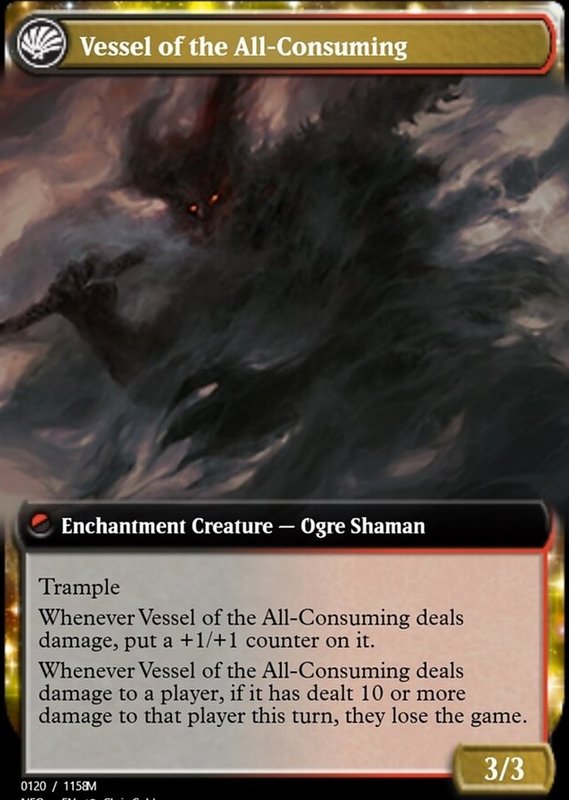 Vessel of the All-Consuming
Enchantment Creature — Ogre Shaman
Trample
Whenever Vessel of the All-Consuming deals
damage, put a +1/+1 counter on it.
Whenever Vessel of the All-Consuming deals
damage to a player, if it has dealt 10 or more
damage to that player this turn, they lose the game.
3/3
0120 / 1158M